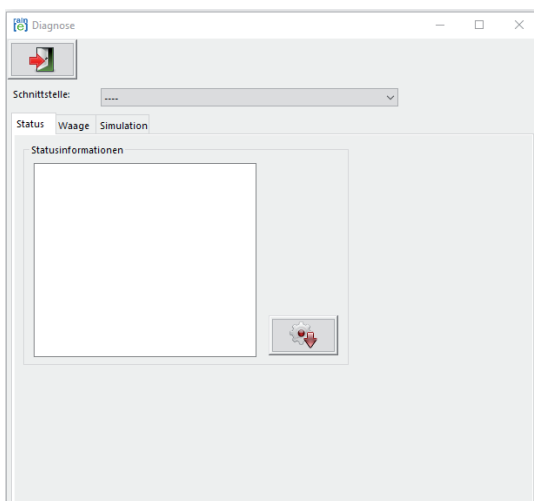 Diagnose
Schnittstelle:
----
Status Waage Simulation
Statusinformationen